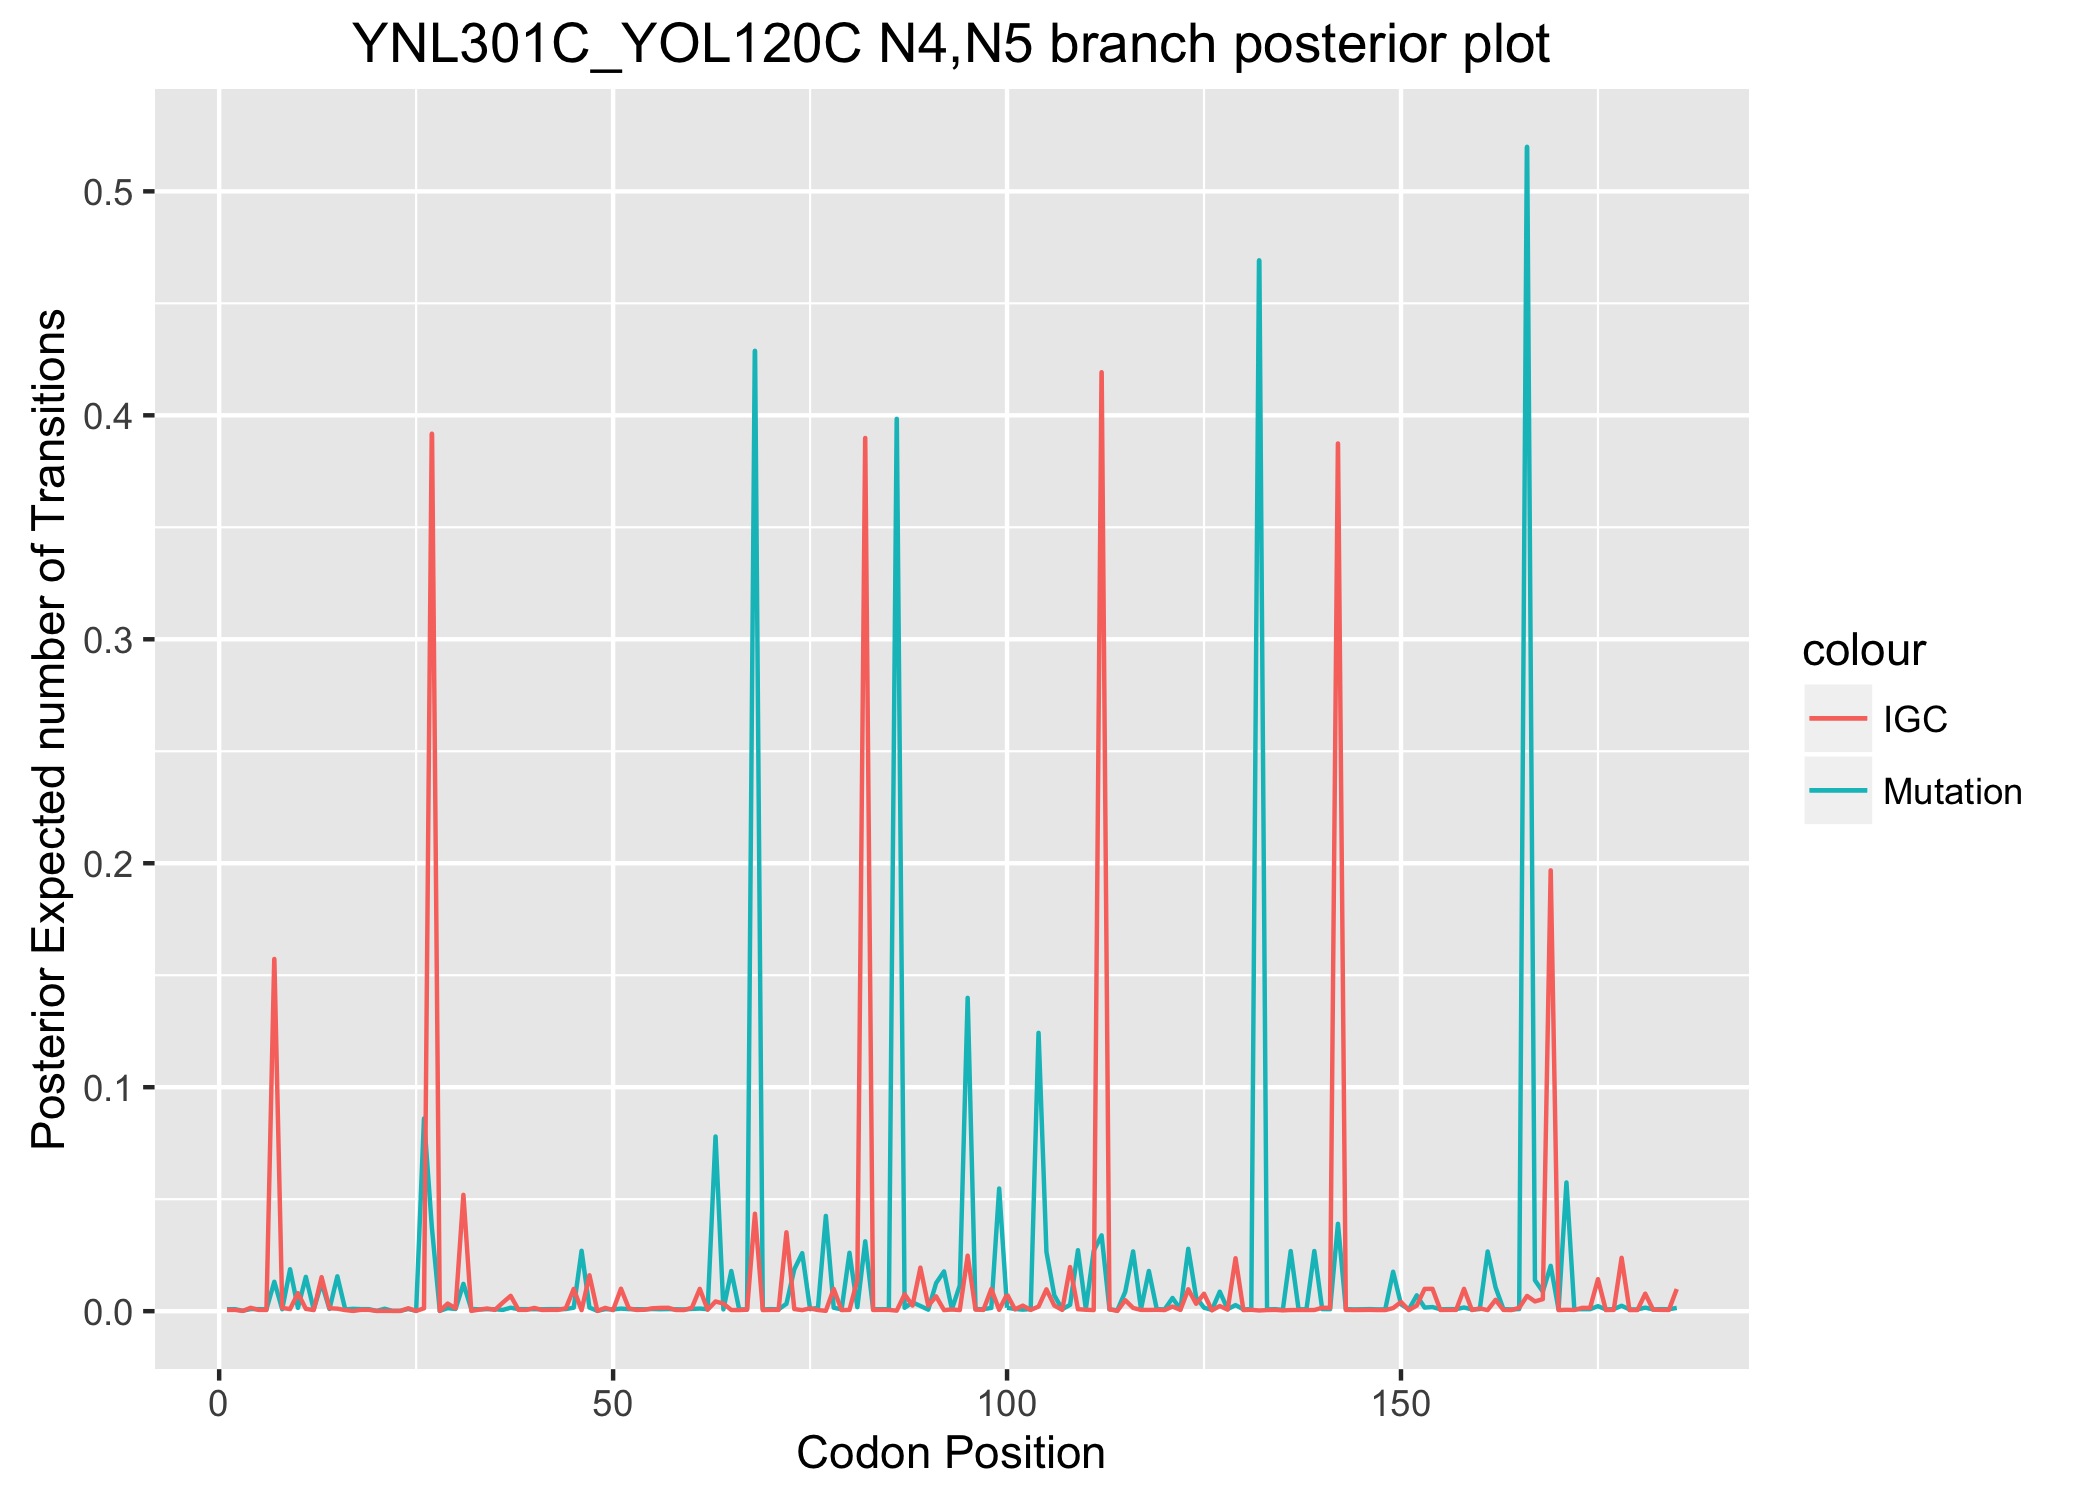 YNL301C_YOL120C N4,N5 branch posterior plot
Posterior Expected number of Transitions
0.5
0.4
0.3
0.2
0.1
0.0
0 50 100 150
Codon Position
colour
IGC
Mutation